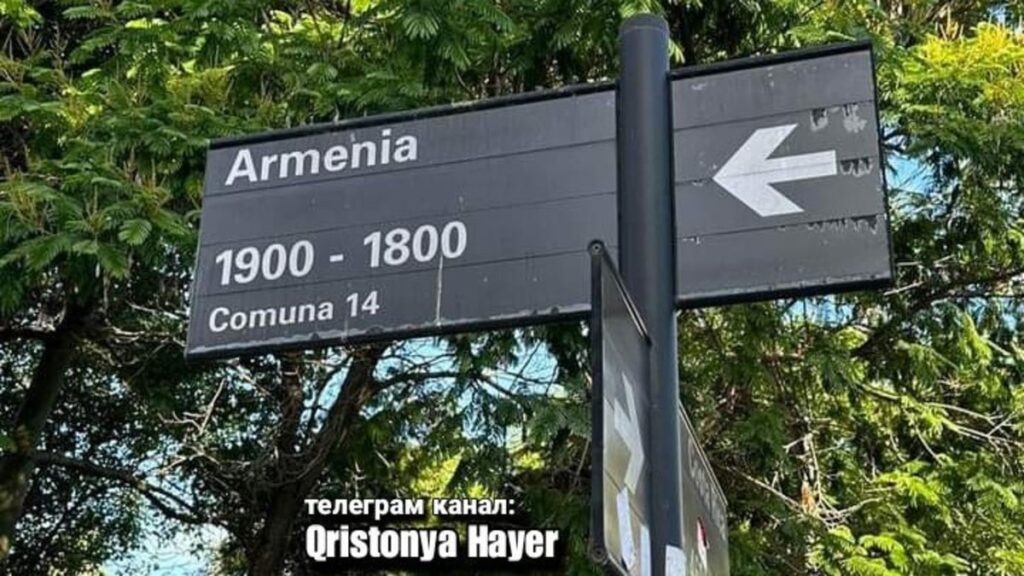 Armenia
1900 - 1800
Comuna 14
телеграм канал:
Qristonya Hayer